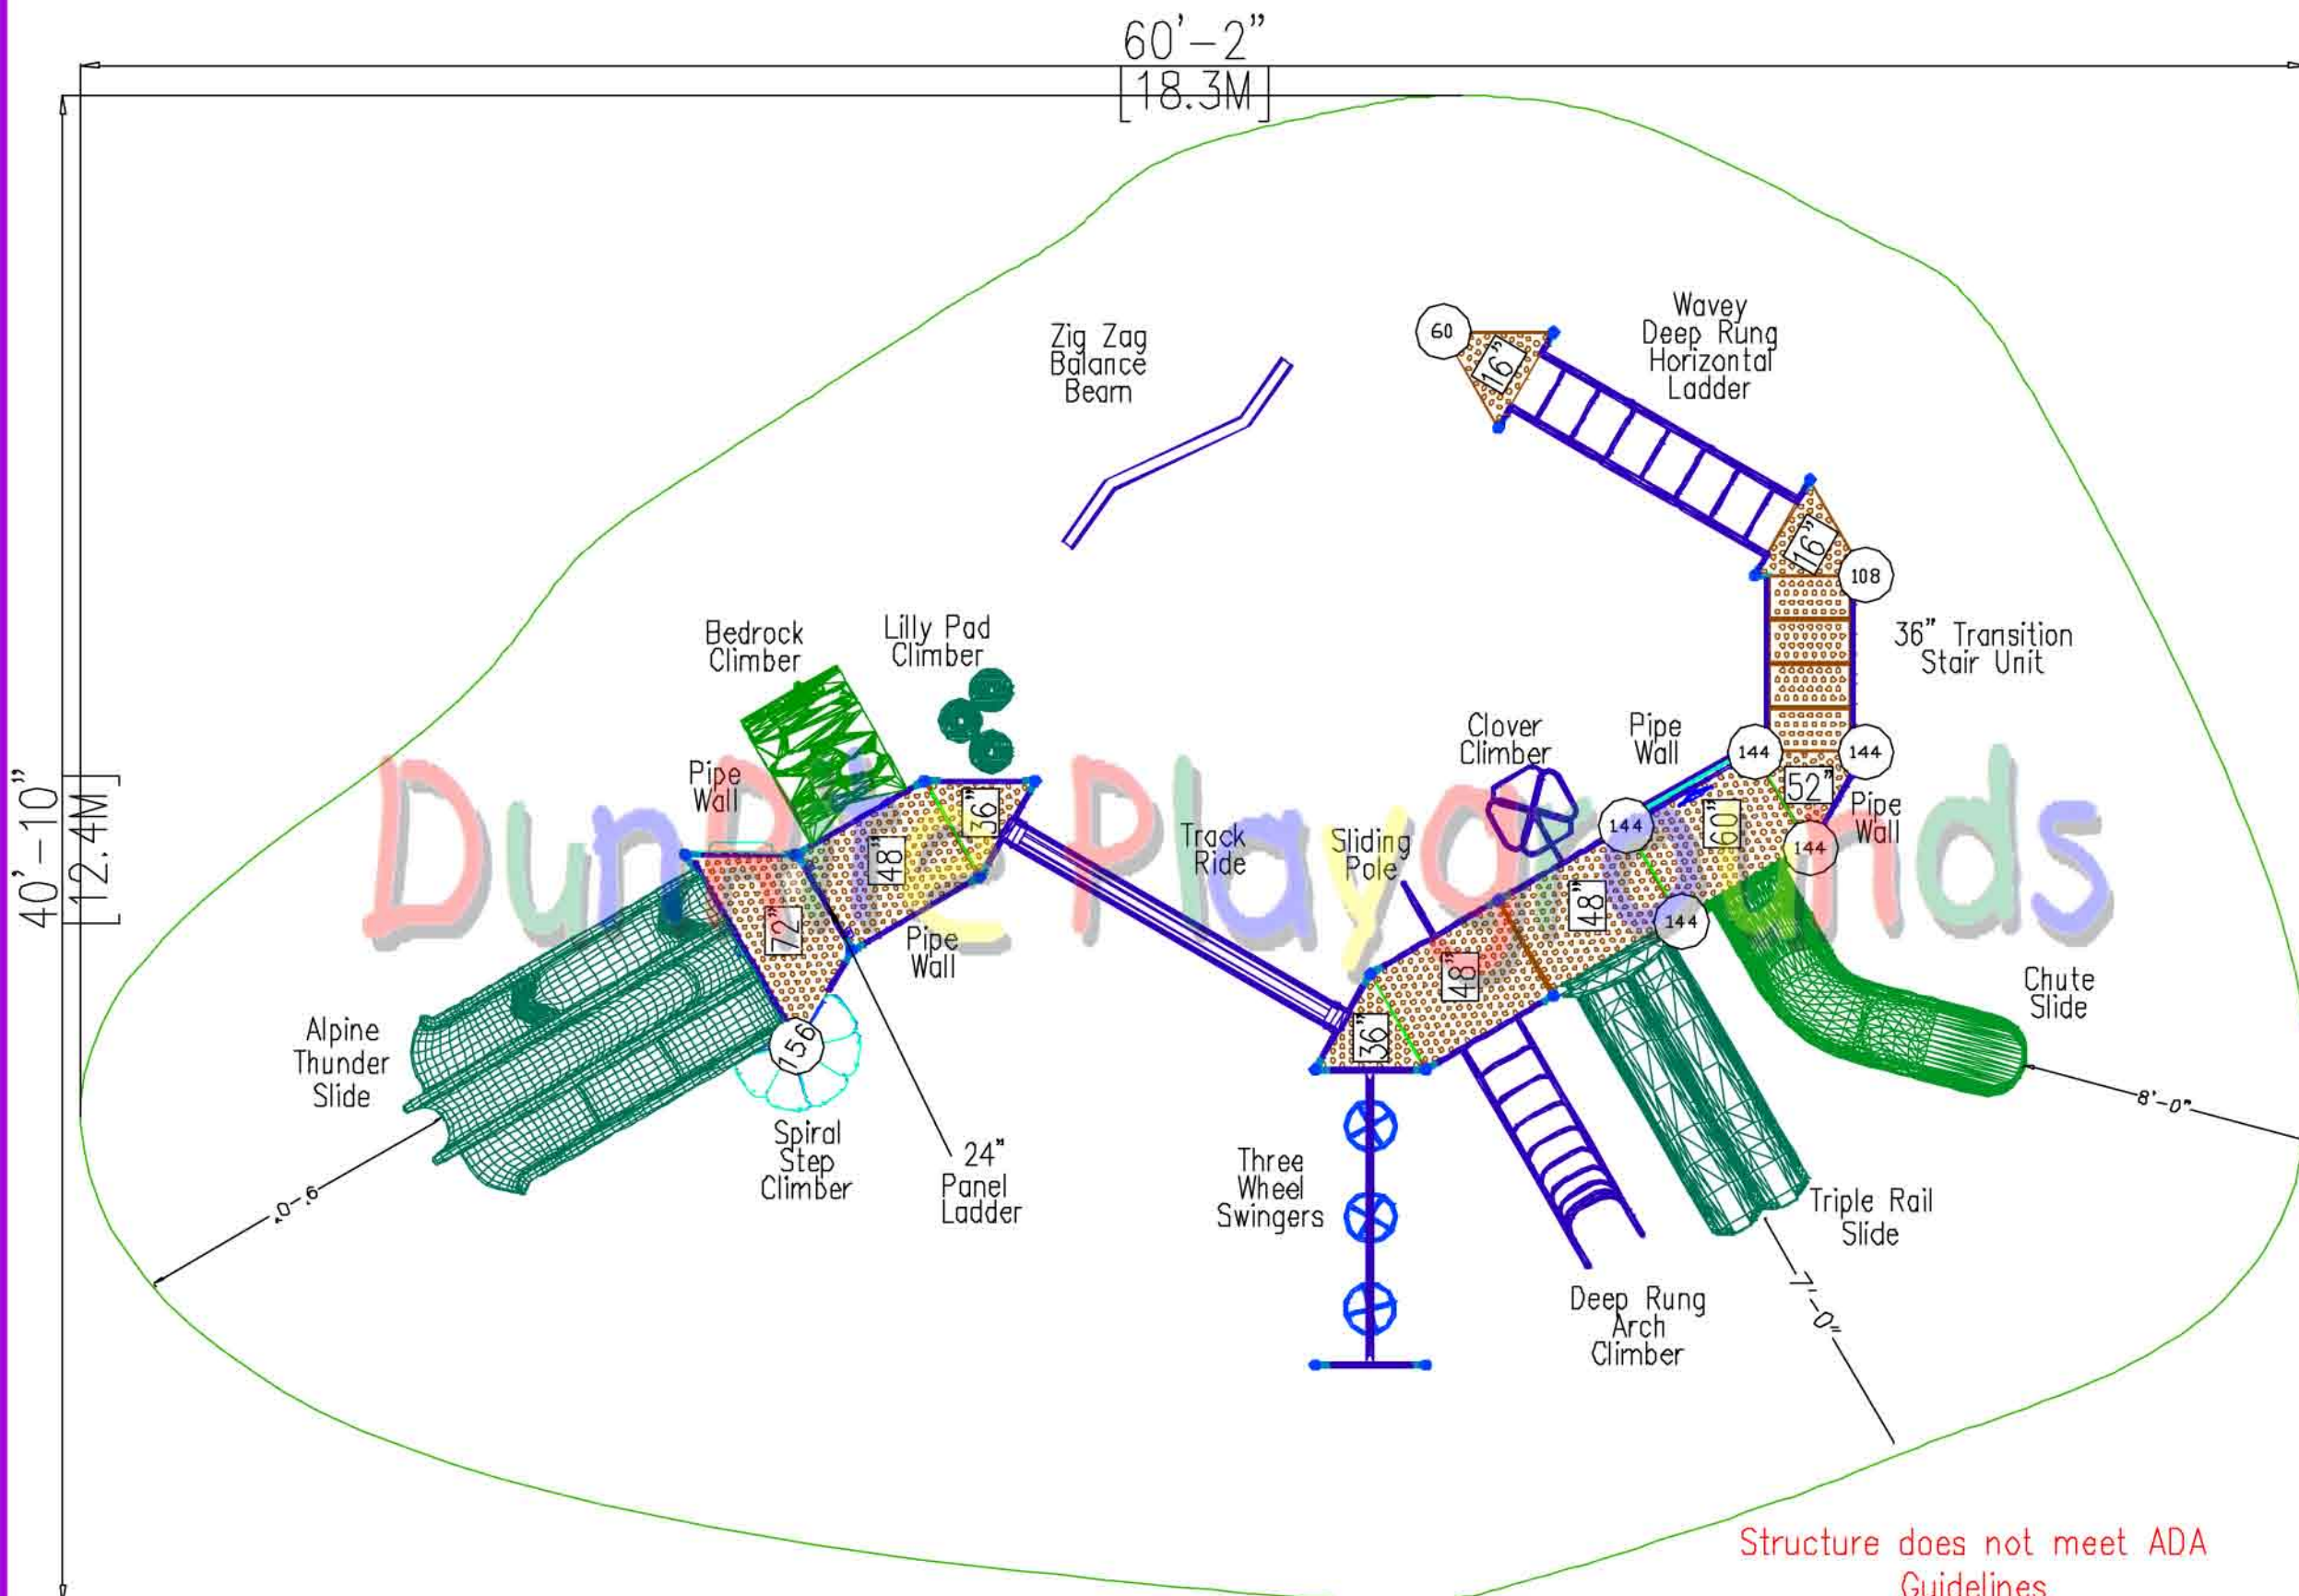 60'-2"
[18.3M]
40'-10"
[12.4M]
Zig Zag
Balance
Beam
60
16"
Wavey
Deep Rung
Horizontal
Ladder
16"
108
36" Transition
Stair Unit
Bedrock
Climber
Lilly Pad
Climber
Clover
Climber
Pipe
Wall
144
144
52"
Pipe
Wall
Pipe
Wall
36"
48"
72"
Pipe
Wall
Track
Ride
Sliding
Pole
144
60"
144
48"
144
48"
36"
DunRite Playgrounds
Chute
Slide
8'-0"
Alpine
Thunder
Slide
9'-0"
156
Spiral
Step
Climber
24"
Panel
Ladder
Three
Wheel
Swingers
Triple Rail
Slide
7'-0"
Deep Rung
Arch
Climber
Structure does not meet ADA
Guidelines